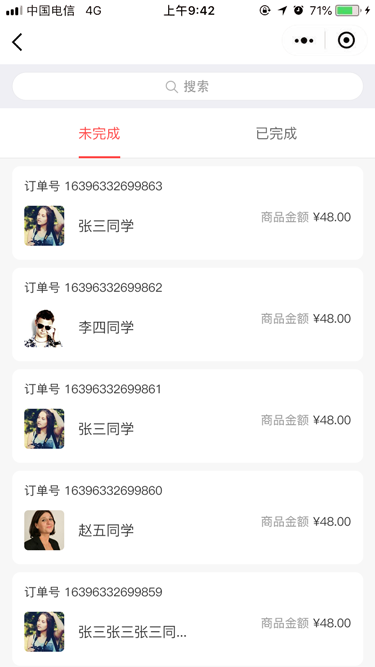 中国电信 4G 上午9:42 71%
搜索
未完成 已完成
订单号 16396332699863
张三同学 商品金额 ¥48.00
订单号 16396332699862
李四同学 商品金额 ¥48.00
订单号 16396332699861
张三同学 商品金额 ¥48.00
订单号 16396332699860
赵五同学 商品金额 ¥48.00
订单号 16396332699859
张三张三张三同... 商品金额 ¥48.00